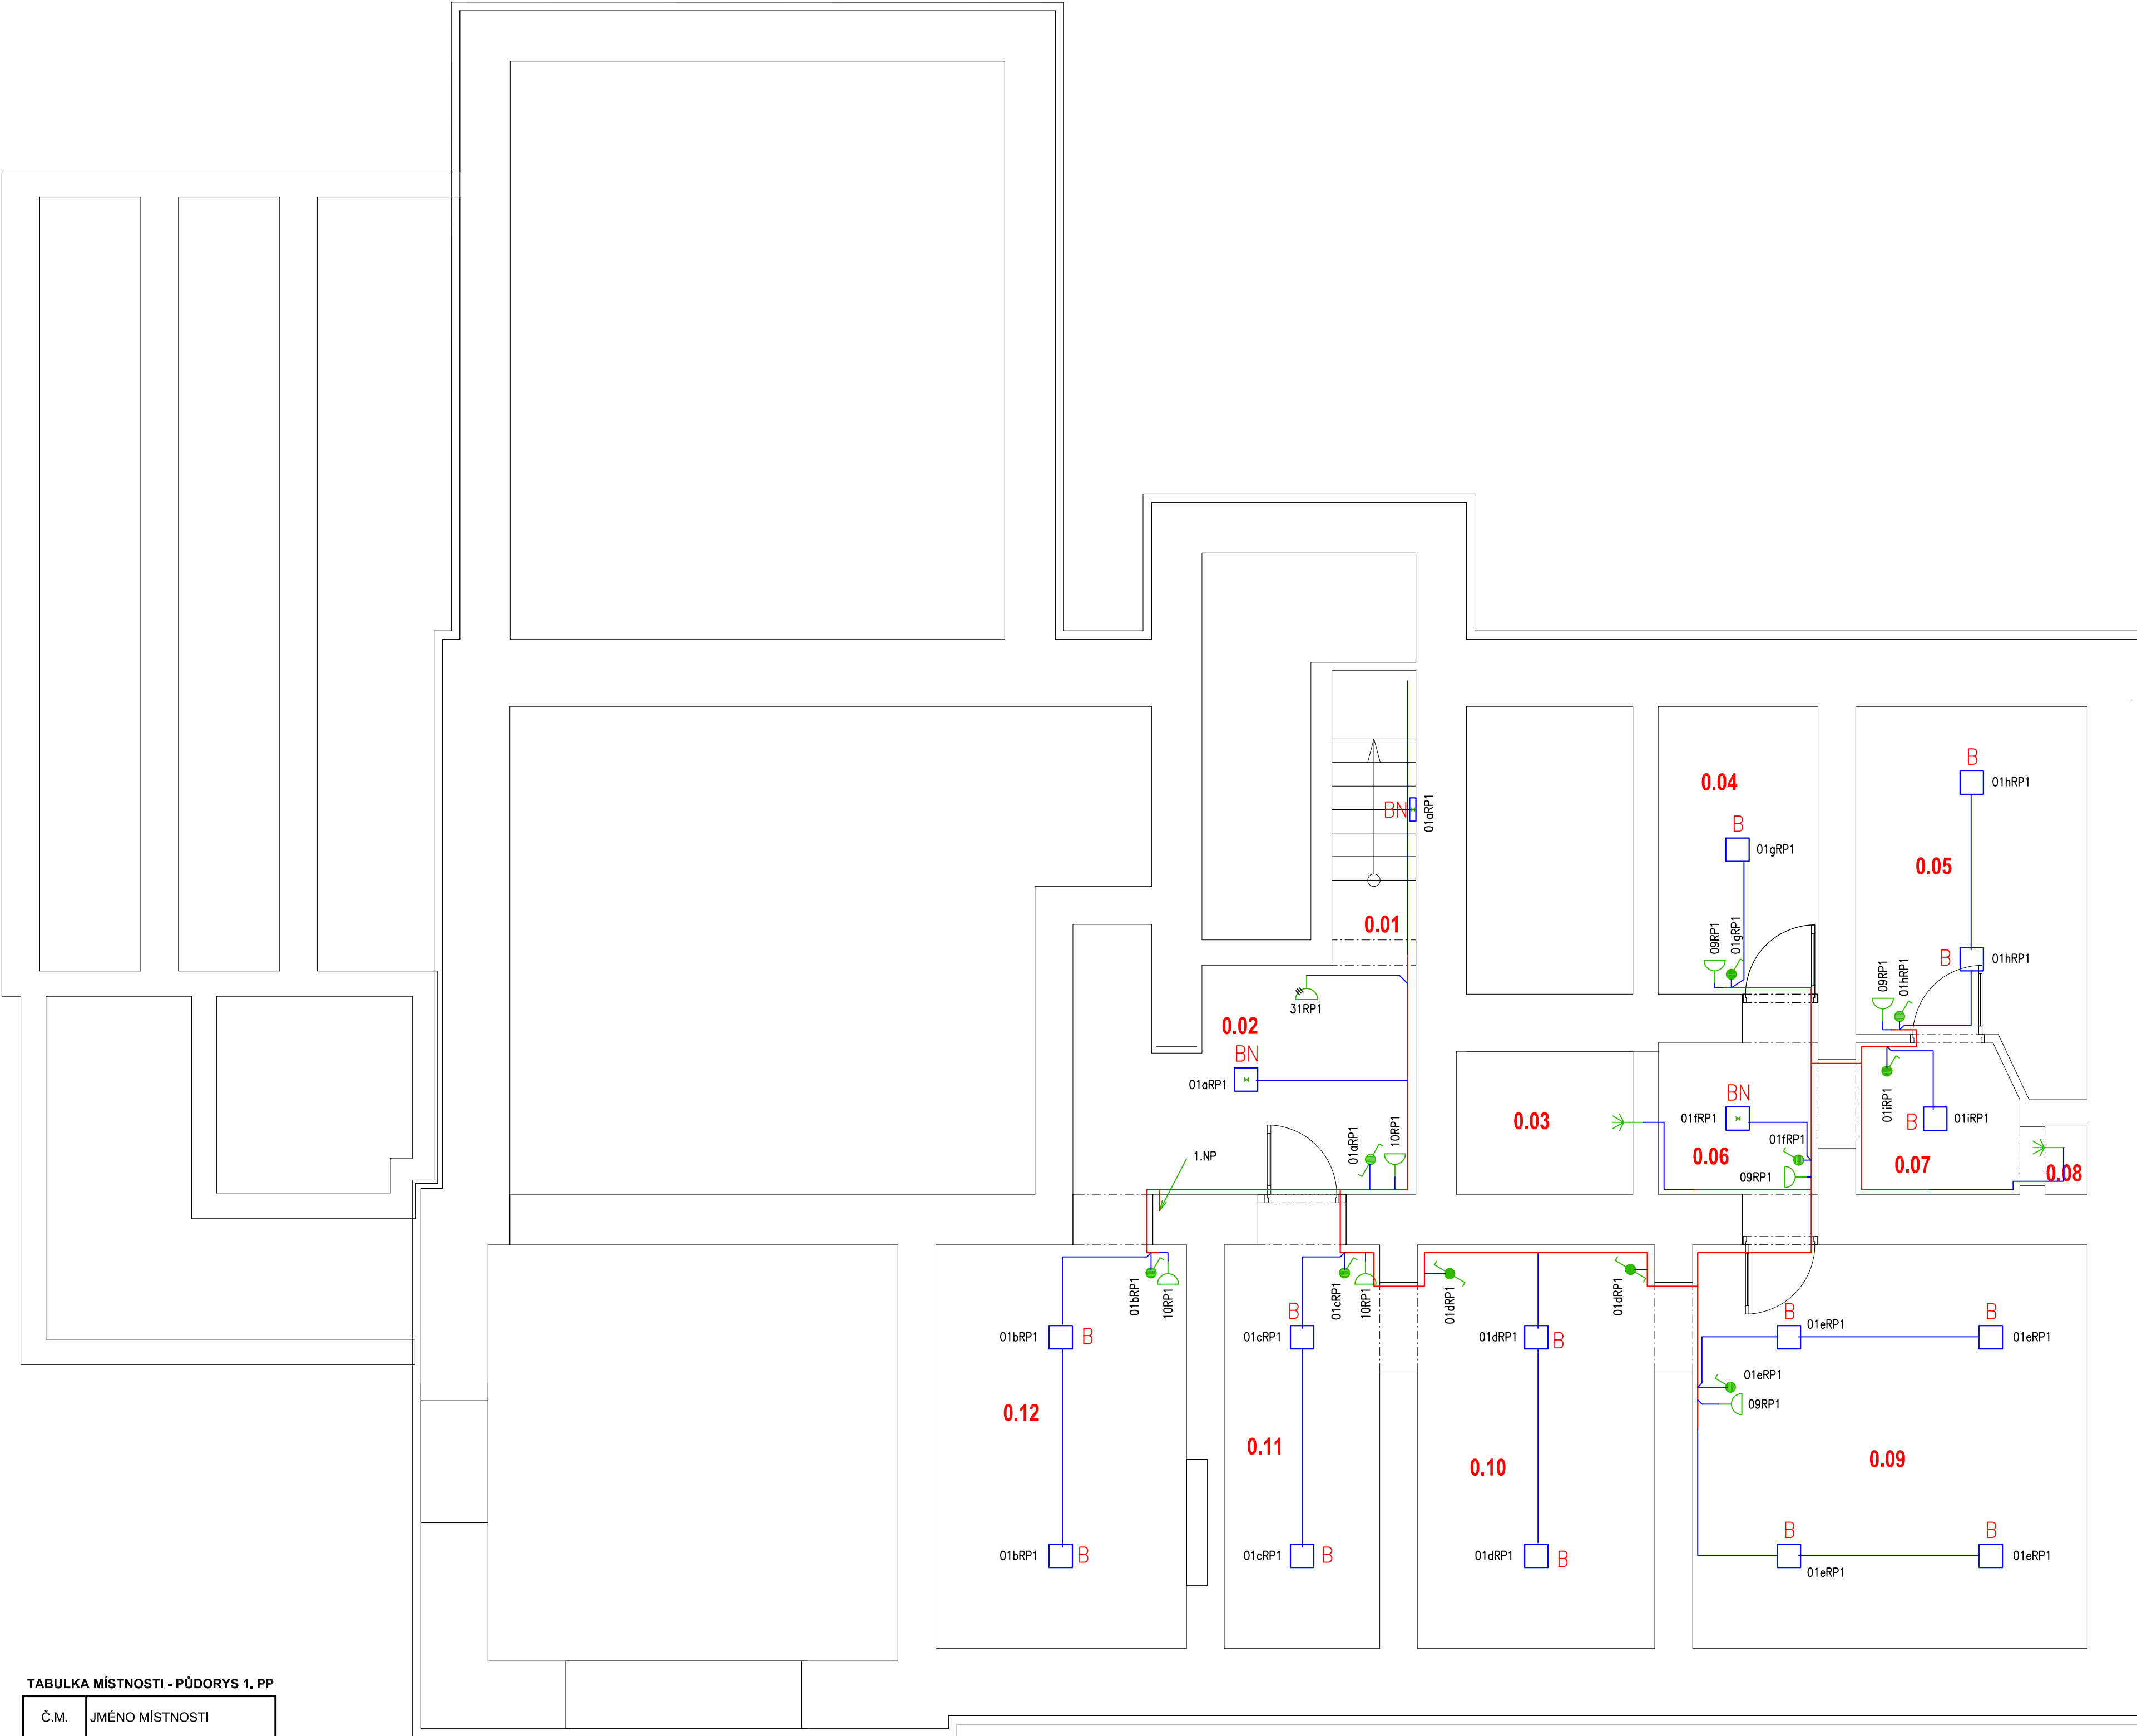 B
01hRP1
0.04
BN
01aRP1
B
01gRP1
0.05
0.01
09RP1
01gRP1
B
01hRP1
09RP1
01hRP1
31RP1
0.02
BN
01aRP1
BN
01fRP1
01iRP1
B
01iRP1
0.03
01aRP1
10RP1
01fRP1
0.06
09RP1
0.07
0.08
1.NP
01bRP1
10RP1
01cRP1
10RP1
01dRP1
01dRP1
01bRP1
B
B
01cRP1
01dRP1
B
B
01eRP1
B
01eRP1
01eRP1
09RP1
0.12
0.11
0.10
0.09
01bRP1
B
01cRP1
B
01dRP1
B
B
01eRP1
B
01eRP1
TABULKA MÍSTNOSTI - PŮDORYS 1. PP
Č.M.
JMÉNO MÍSTNOSTI